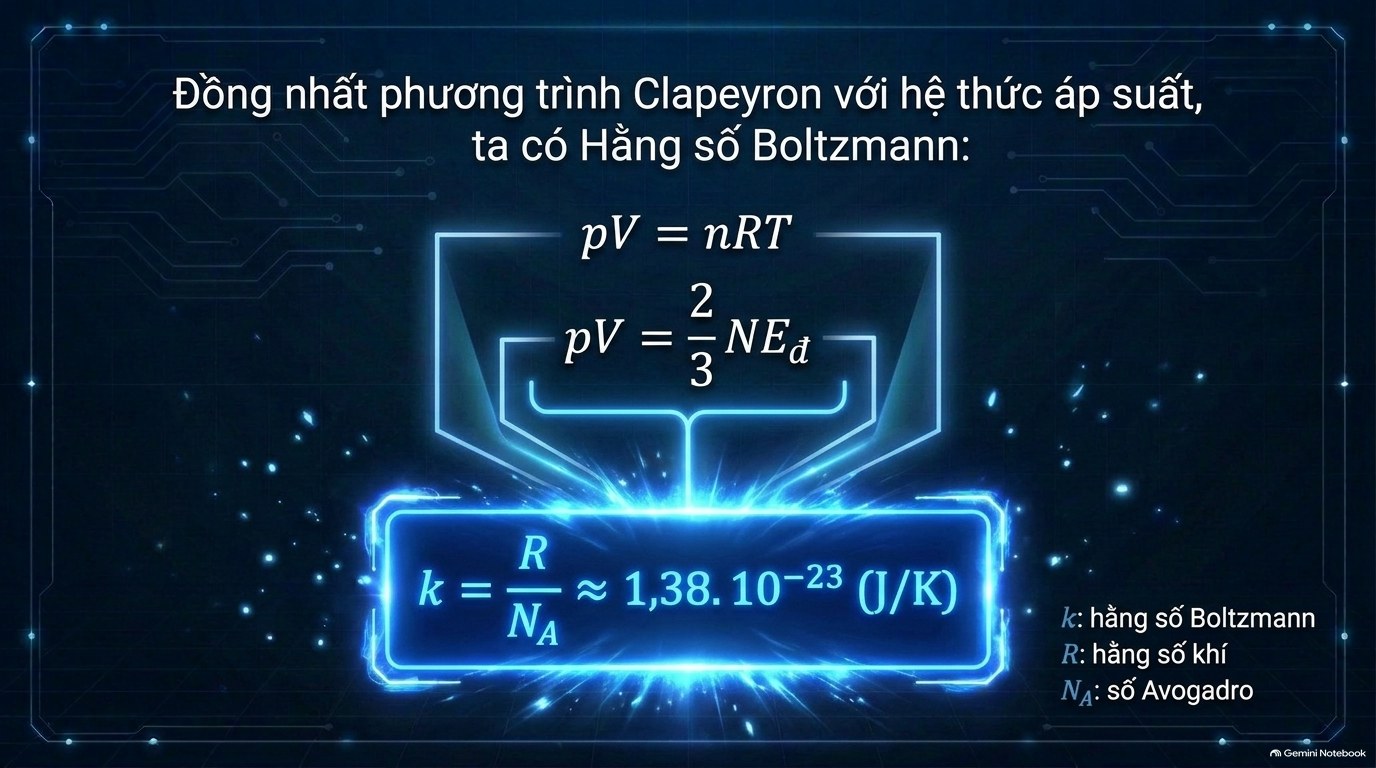 Đồng nhất phương trình Clapeyron với hệ thức áp suất,
ta có Hằng số Boltzmann:
pV = nRT
pV = 2/3 NE_đ
k = R/N_A ≈ 1,38. 10⁻²³ (J/K)
k: hằng số Boltzmann
R: hằng số khí
N_A: số Avogadro
Gemini Notebook